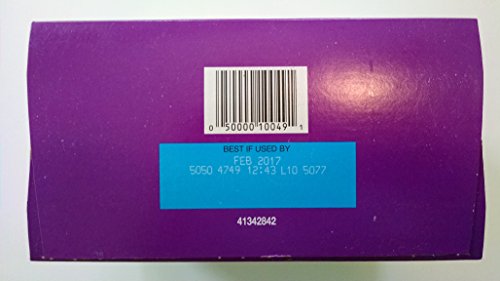 0 50000 10049 1
BEST IF USED BY
FEB 2017
5050 4749 12:43 L10 5077
41342842